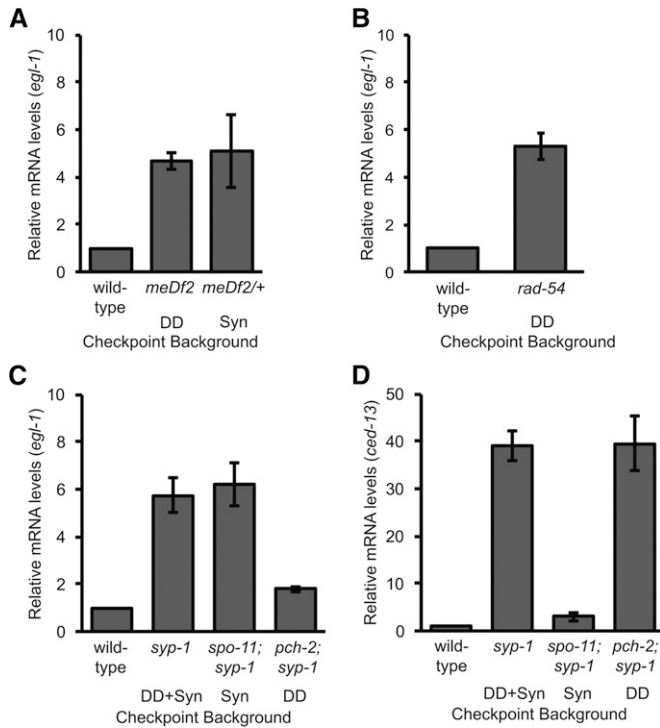 A
Relative mRNA levels (egl-1)
10
8
6
4
2
0
wild-
type
meDf2
meDf2/+
DD
Syn
Checkpoint Background
B
Relative mRNA levels (egl-1)
10
8
6
4
2
0
wild-
type
rad-54
DD
Checkpoint Background
C
Relative mRNA levels (egl-1)
10
8
6
4
2
0
wild-
type
syp-1
spo-11;
syp-1
pch-2;
syp-1
DD+Syn
Syn
DD
Checkpoint Background
D
Relative mRNA levels (ced-13)
50
40
30
20
10
0
wild-
type
syp-1
spo-11;
syp-1
pch-2;
syp-1
DD+Syn
Syn
DD
Checkpoint Background